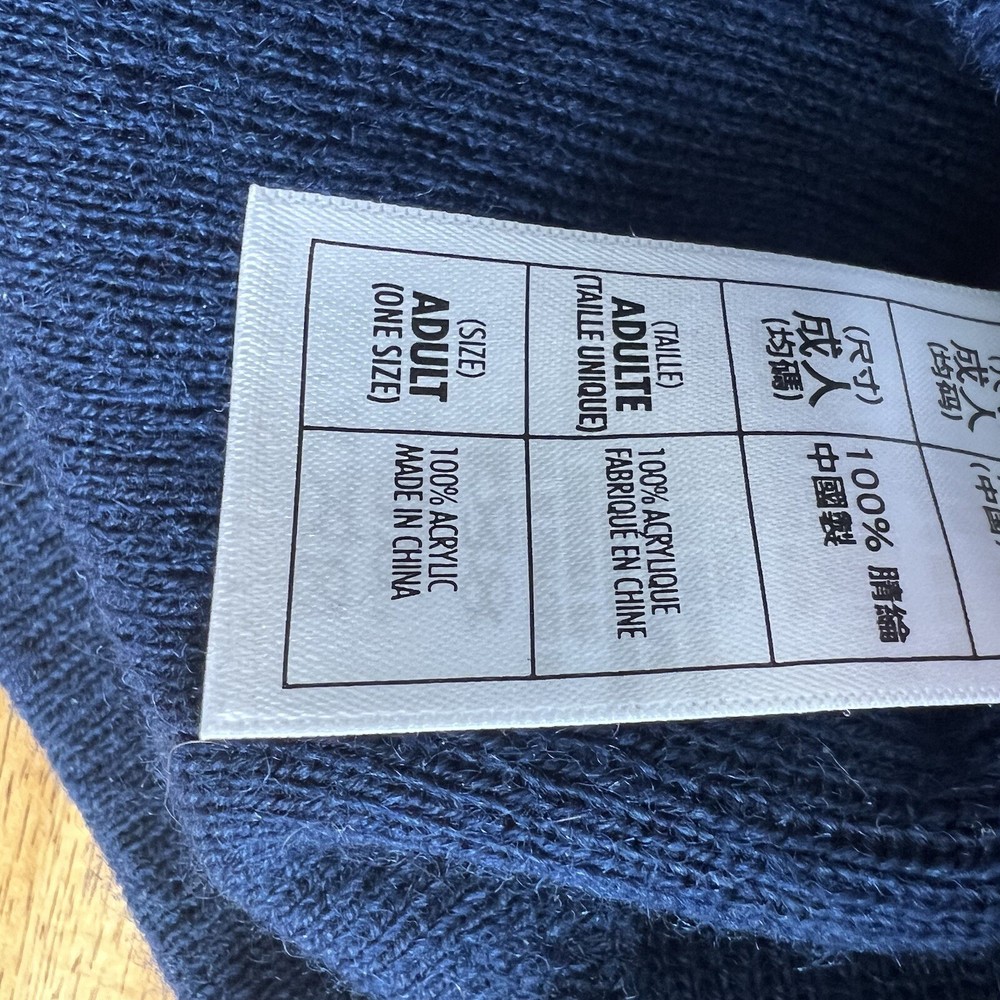 (SIZE)
ADULT
(ONE SIZE)
100% ACRYLIC
MADE IN CHINA
(TAILLE)
ADULTE
(TAILLE UNIQUE)
100% ACRYLIQUE
FABRIQUÉ EN CHINE
(尺寸)
成人
(均碼)
100% 腈綸
中國製
成人
(均码)